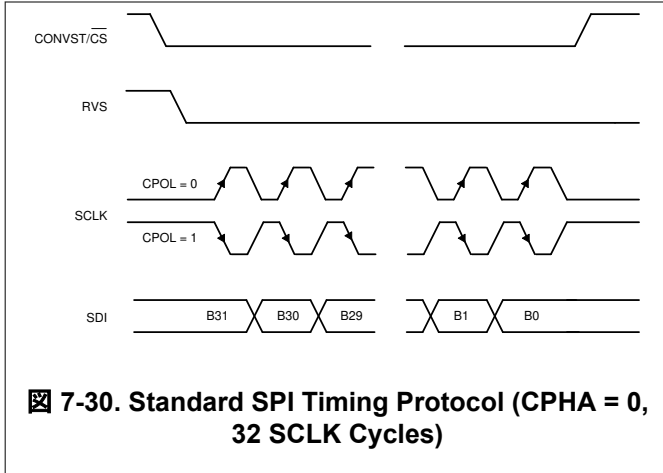 CONVST/CS
RVS
CPOL = 0
SCLK
CPOL = 1
SDI
B31 B30 B29 B1 B0
図 7-30. Standard SPI Timing Protocol (CPHA = 0,
32 SCLK Cycles)